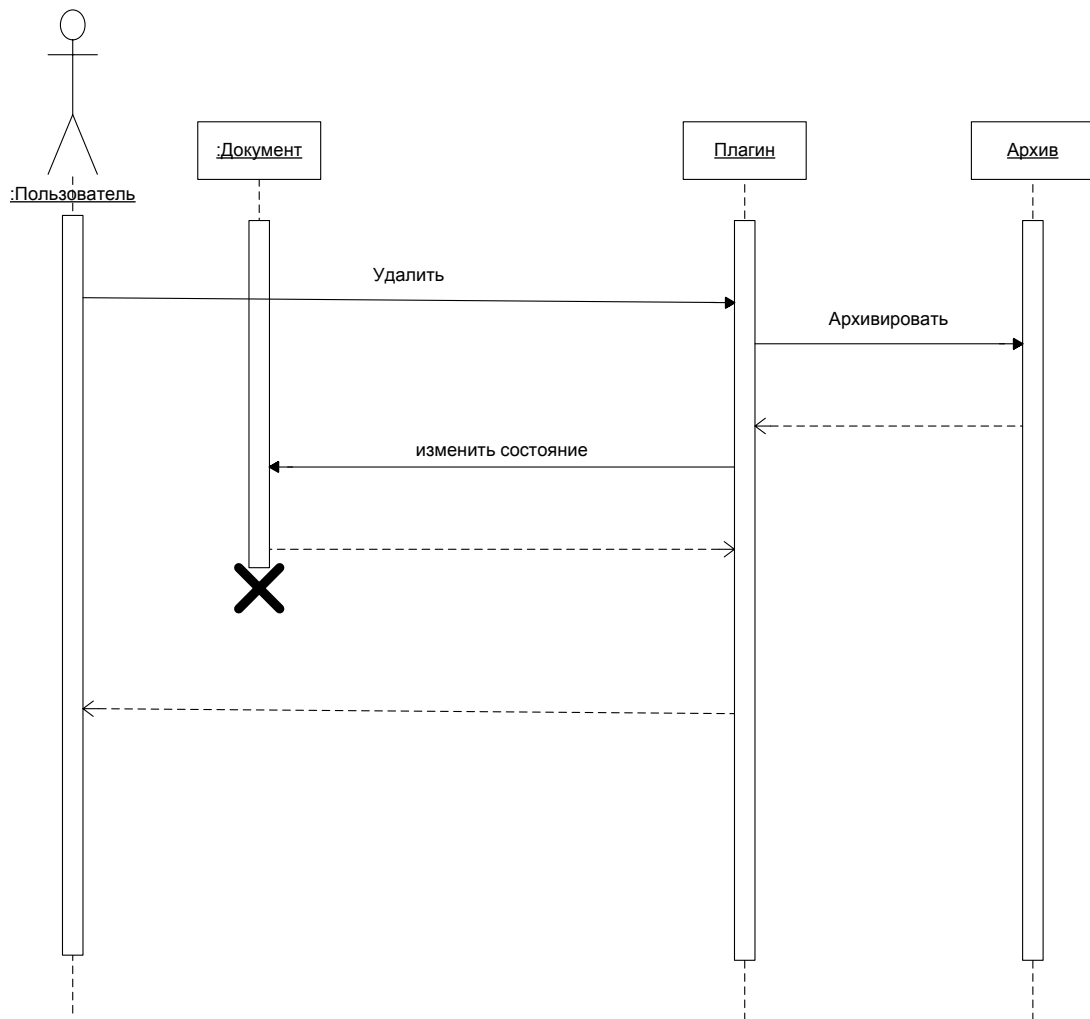 :Документ
Плагин
Архив
:Пользователь
Удалить
Архивировать
изменить состояние